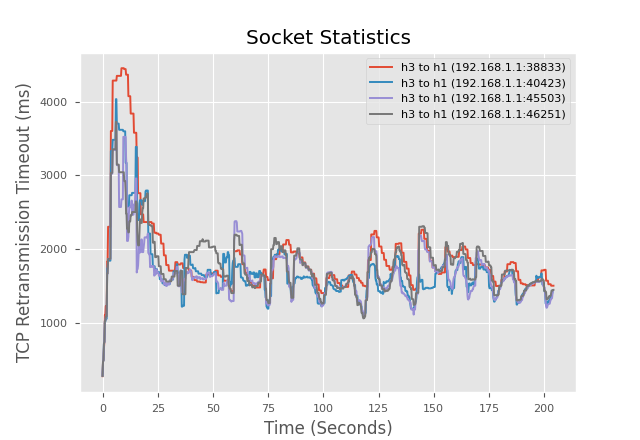 Socket Statistics
h3 to h1 (192.168.1.1:38833)
h3 to h1 (192.168.1.1:40423)
h3 to h1 (192.168.1.1:45503)
h3 to h1 (192.168.1.1:46251)
TCP Retransmission Timeout (ms)
4000
3000
2000
1000
0 25 50 75 100 125 150 175 200
Time (Seconds)